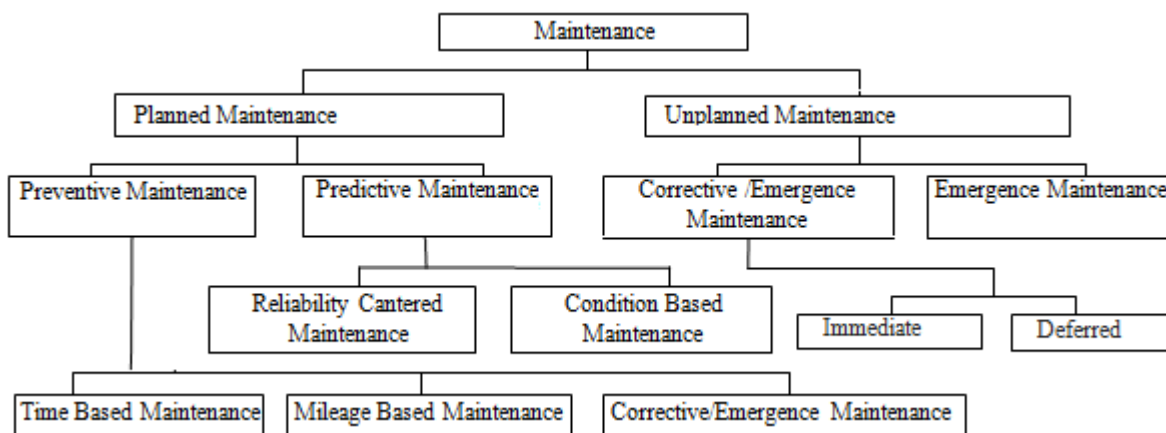 Maintenance
Planned Maintenance
Unplanned Maintenance
Preventive Maintenance
Predictive Maintenance
Corrective /Emergence
Maintenance
Emergence Maintenance
Reliability Cantered
Maintenance
Condition Based
Maintenance
Immediate
Deferred
Time Based Maintenance
Mileage Based Maintenance
Corrective/Emergence Maintenance